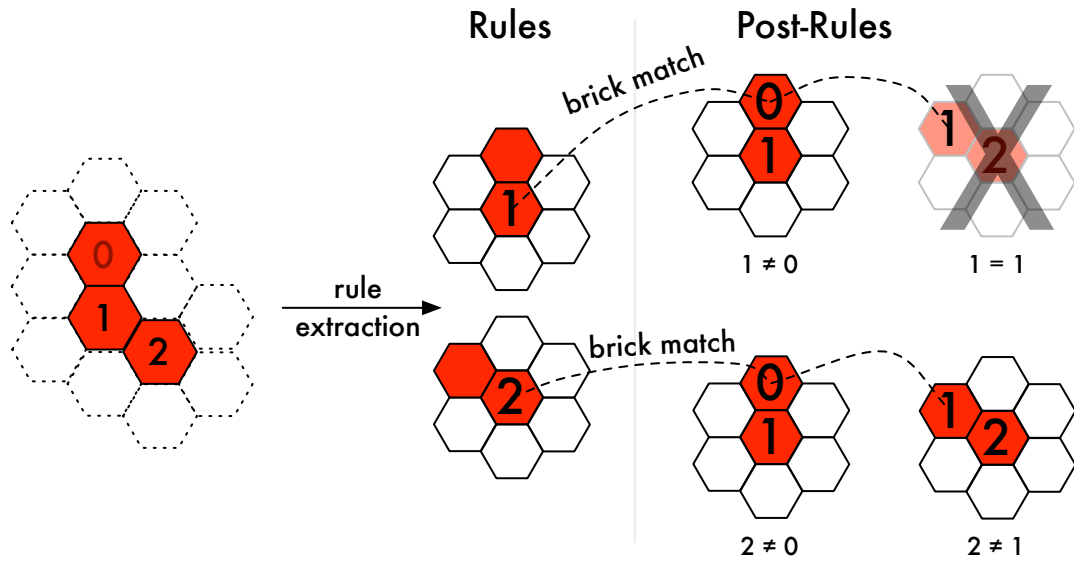 Rules
Post-Rules
brick match
0
1
1
2
1
1 ≠ 0
1 = 1
0
1
2
rule
extraction
brick match
2
0
1
1
2
2 ≠ 0
2 ≠ 1